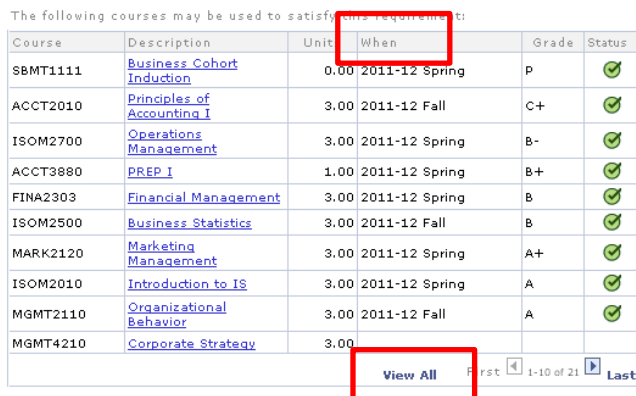 The following courses may be used to satisfy this requirement:
Course Description Unit When Grade Status
SBMT1111 Business Cohort Induction 0.00 2011-12 Spring P
ACCT2010 Principles of Accounting I 3.00 2011-12 Fall C+
ISOM2700 Operations Management 3.00 2011-12 Spring B-
ACCT3880 PREP I 1.00 2011-12 Spring B+
FINA2303 Financial Management 3.00 2011-12 Spring B
ISOM2500 Business Statistics 3.00 2011-12 Fall B
MARK2120 Marketing Management 3.00 2011-12 Spring A+
ISOM2010 Introduction to IS 3.00 2011-12 Spring A
MGMT2110 Organizational Behavior 3.00 2011-12 Fall A
MGMT4210 Corporate Strategy 3.00
View All First 1-10 of 21 Last